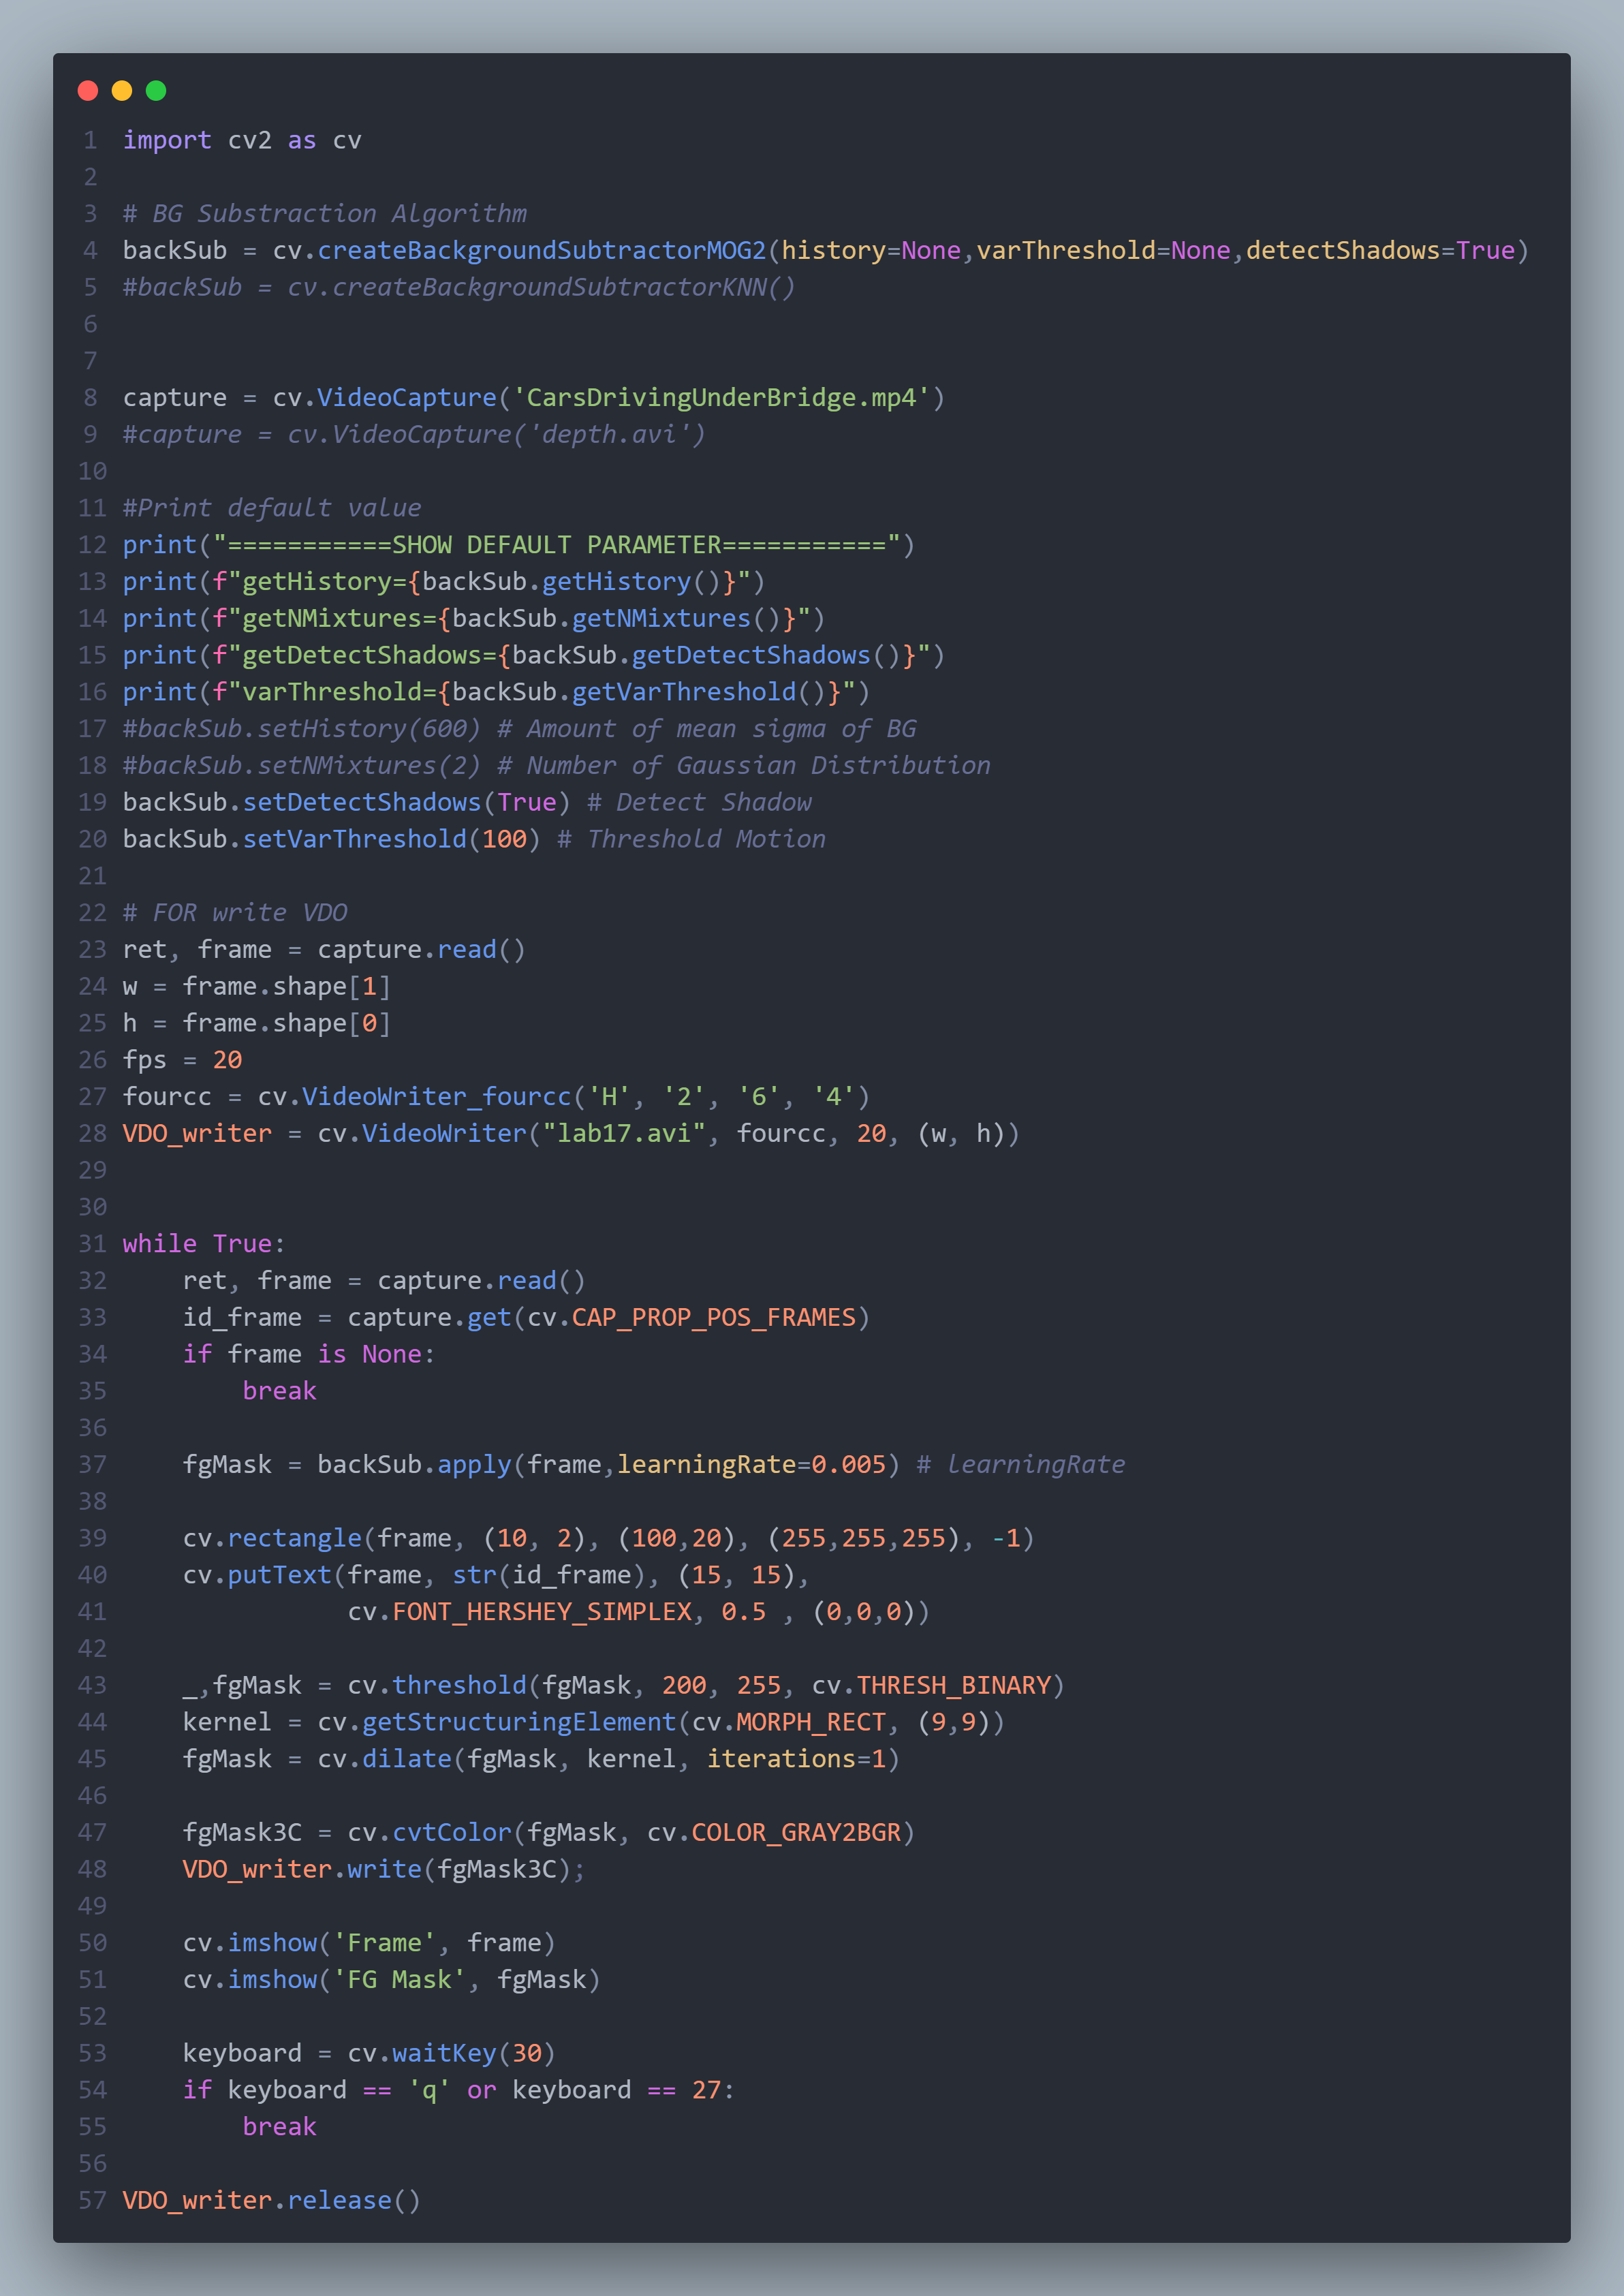 1 import cv2 as cv
2
3 # BG Substraction Algorithm
4 backSub = cv.createBackgroundSubtractorMOG2(history=None,varThreshold=None,detectShadows=True)
5 #backSub = cv.createBackgroundSubtractorKNN()
6
7
8 capture = cv.VideoCapture('CarsDrivingUnderBridge.mp4')
9 #capture = cv.VideoCapture('depth.avi')
10
11 #Print default value
12 print("===========SHOW DEFAULT PARAMETER===========")
13 print(f"getHistory={backSub.getHistory()}")
14 print(f"getNMixtures={backSub.getNMixtures()}")
15 print(f"getDetectShadows={backSub.getDetectShadows()}")
16 print(f"varThreshold={backSub.getVarThreshold()}")
17 #backSub.setHistory(600) # Amount of mean sigma of BG
18 #backSub.setNMixtures(2) # Number of Gaussian Distribution
19 backSub.setDetectShadows(True) # Detect Shadow
20 backSub.setVarThreshold(100) # Threshold Motion
21
22 # FOR write VDO
23 ret, frame = capture.read()
24 w = frame.shape[1]
25 h = frame.shape[0]
26 fps = 20
27 fourcc = cv.VideoWriter_fourcc('H', '2', '6', '4')
28 VDO_writer = cv.VideoWriter("lab17.avi", fourcc, 20, (w, h))
29
30
31 while True:
32     ret, frame = capture.read()
33     id_frame = capture.get(cv.CAP_PROP_POS_FRAMES)
34     if frame is None:
35         break
36
37     fgMask = backSub.apply(frame,learningRate=0.005) # learningRate
38
39     cv.rectangle(frame, (10, 2), (100,20), (255,255,255), -1)
40     cv.putText(frame, str(id_frame), (15, 15),
41                cv.FONT_HERSHEY_SIMPLEX, 0.5 , (0,0,0))
42
43     _,fgMask = cv.threshold(fgMask, 200, 255, cv.THRESH_BINARY)
44     kernel = cv.getStructuringElement(cv.MORPH_RECT, (9,9))
45     fgMask = cv.dilate(fgMask, kernel, iterations=1)
46
47     fgMask3C = cv.cvtColor(fgMask, cv.COLOR_GRAY2BGR)
48     VDO_writer.write(fgMask3C);
49
50     cv.imshow('Frame', frame)
51     cv.imshow('FG Mask', fgMask)
52
53     keyboard = cv.waitKey(30)
54     if keyboard == 'q' or keyboard == 27:
55         break
56
57 VDO_writer.release()